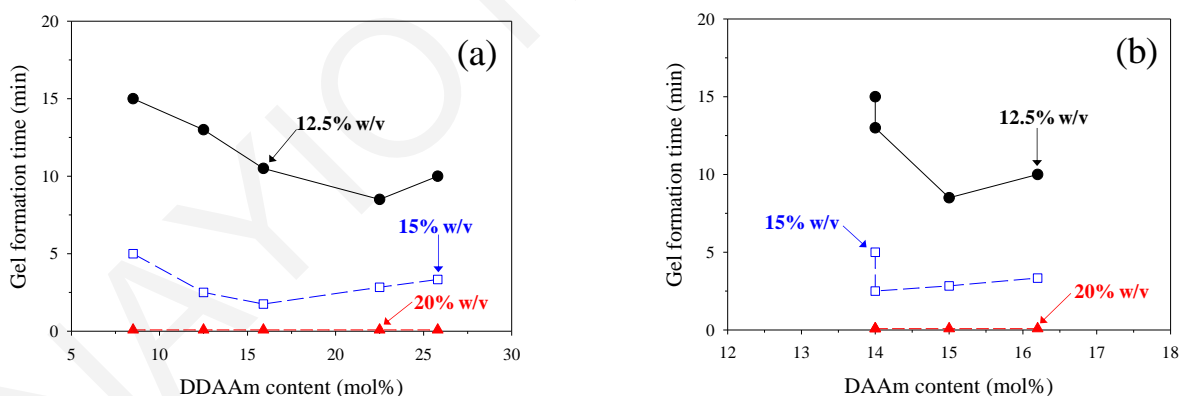 20
15
10
5
0
Gel formation time (min)
(a)
12.5% w/v
15% w/v
20% w/v
5 10 15 20 25 30
DDAAm content (mol%)
20
15
10
5
0
Gel formation time (min)
(b)
12.5% w/v
15% w/v
20% w/v
12 13 14 15 16 17 18
DAAm content (mol%)